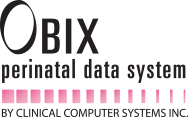 OBIX
perinatal data system
BY CLINICAL COMPUTER SYSTEMS INC.